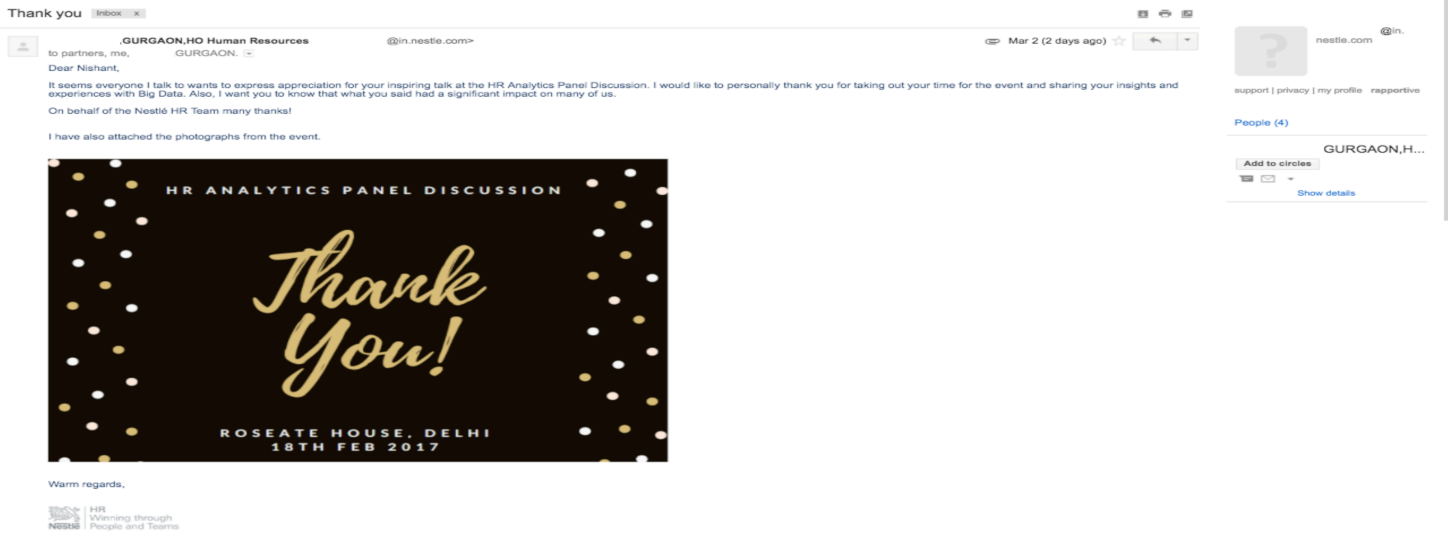 Thank you Inbox x
,GURGAON,HO Human Resources @in.nestle.com>
Mar 2 (2 days ago)
to partners, me, GURGAON.
Dear Nishant,
It seems everyone I talk to wants to express appreciation for your inspiring talk at the HR Analytics Panel Discussion. I would like to personally thank you for taking out your time for the event and sharing your insights and
experiences with Big Data. Also, I want you to know that what you said had a significant impact on many of us.
On behalf of the Nestlé HR Team many thanks!
I have also attached the photographs from the event.
HR ANALYTICS PANEL DISCUSSION
Thank
You!
ROSEATE HOUSE, DELHI
18TH FEB 2017
Warm regards,
Nestlé
HR
Winning through
People and Teams
?
@in.
nestle.com
support | privacy | my profile rapportive
People (4)
GURGAON,H...
Add to circles
Show details